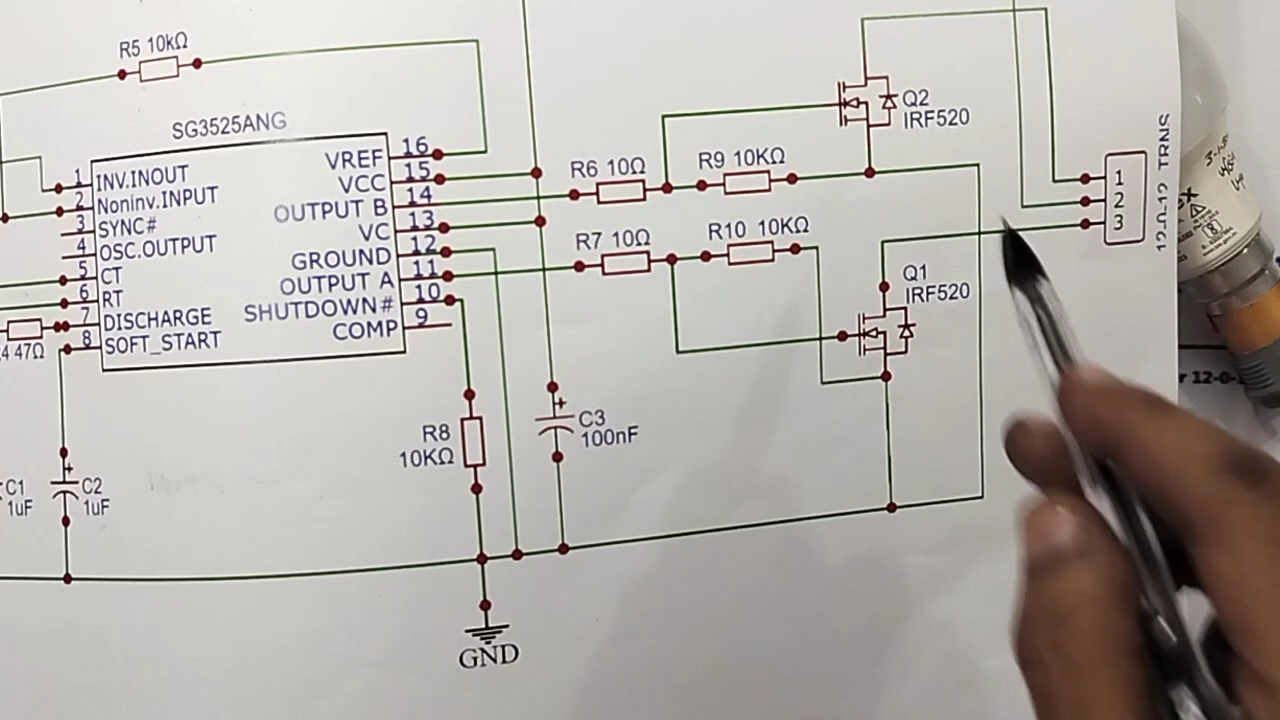 R5 10kΩ
SG3525ANG
1 INV.INOUT
2 Noninv.INPUT
3 SYNC#
4 OSC.OUTPUT
5 CT
6 RT
7 DISCHARGE
8 SOFT_START
VREF 16
VCC 15
OUTPUT B 14
VC 13
GROUND 12
OUTPUT A 11
SHUTDOWN# 10
COMP 9
47Ω
C1
1uF
C2
1uF
R8
10KΩ
C3
100nF
GND
R6 10Ω
R9 10KΩ
R7 10Ω
R10 10KΩ
Q2
IRF520
Q1
IRF520
1
2
3
12-0-12 TRNS